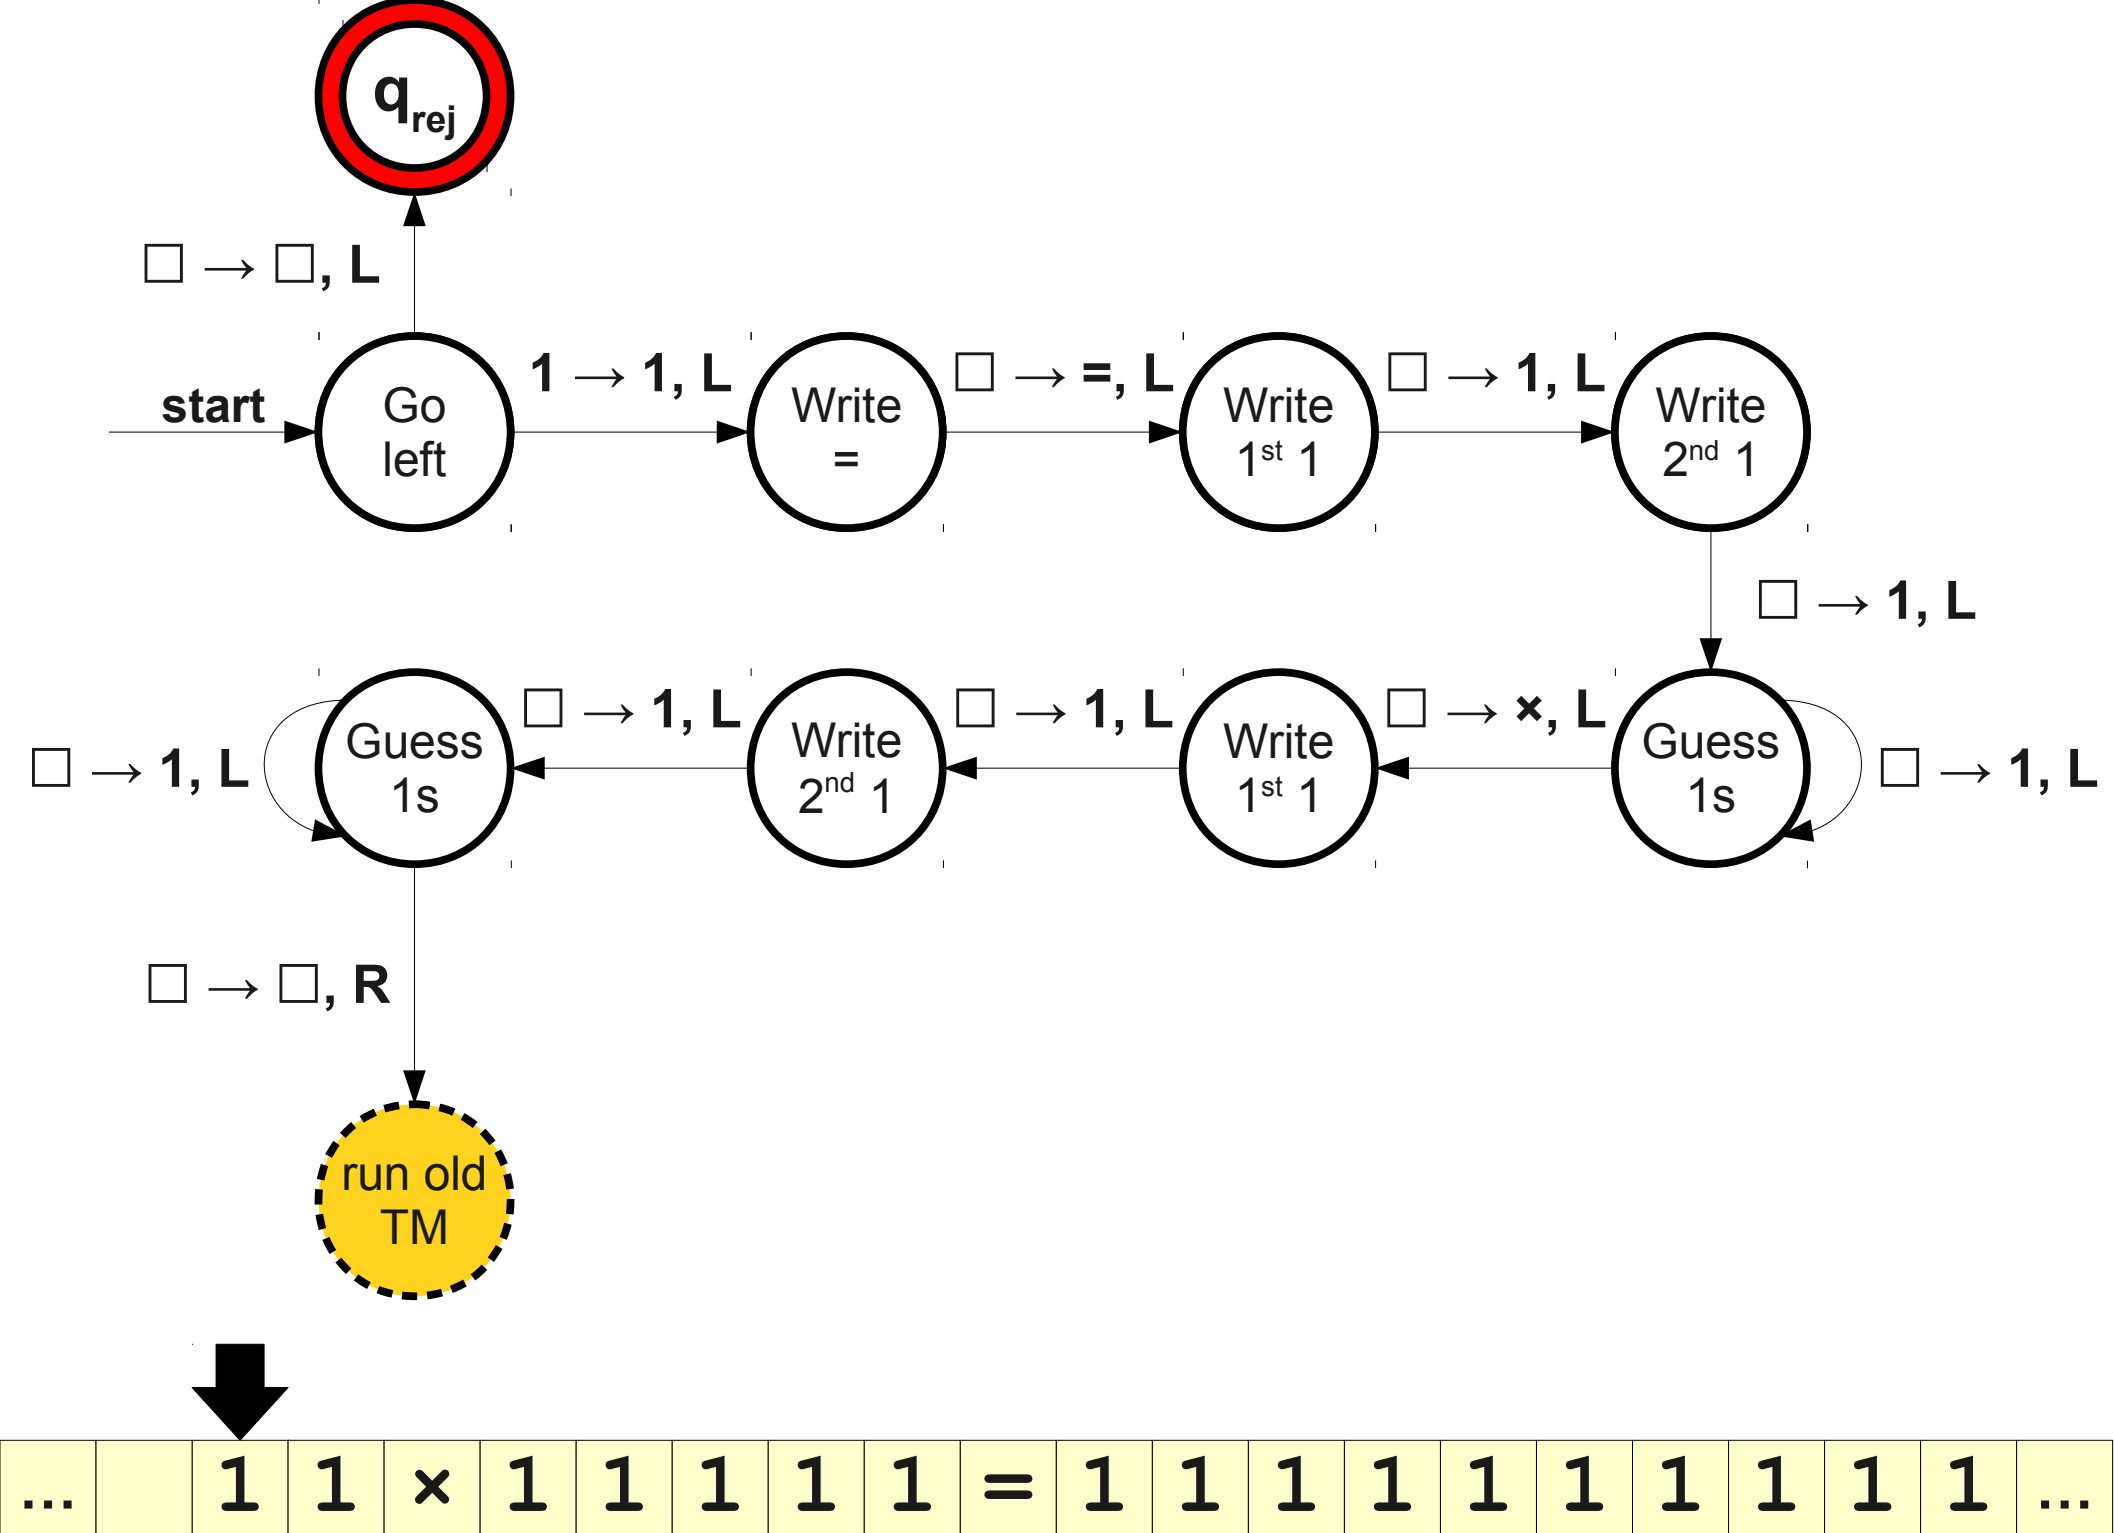 q_rej
□ → □, L
start
Go
left
1 → 1, L
Write
=
□ → =, L
Write
1st 1
□ → 1, L
Write
2nd 1
□ → 1, L
□ → 1, L
Guess
1s
□ → 1, L
Write
2nd 1
□ → 1, L
Write
1st 1
□ → ×, L
Guess
1s
□ → 1, L
□ → □, R
run old
TM
... 1 1 × 1 1 1 1 1 = 1 1 1 1 1 1 1 1 1 1 ...